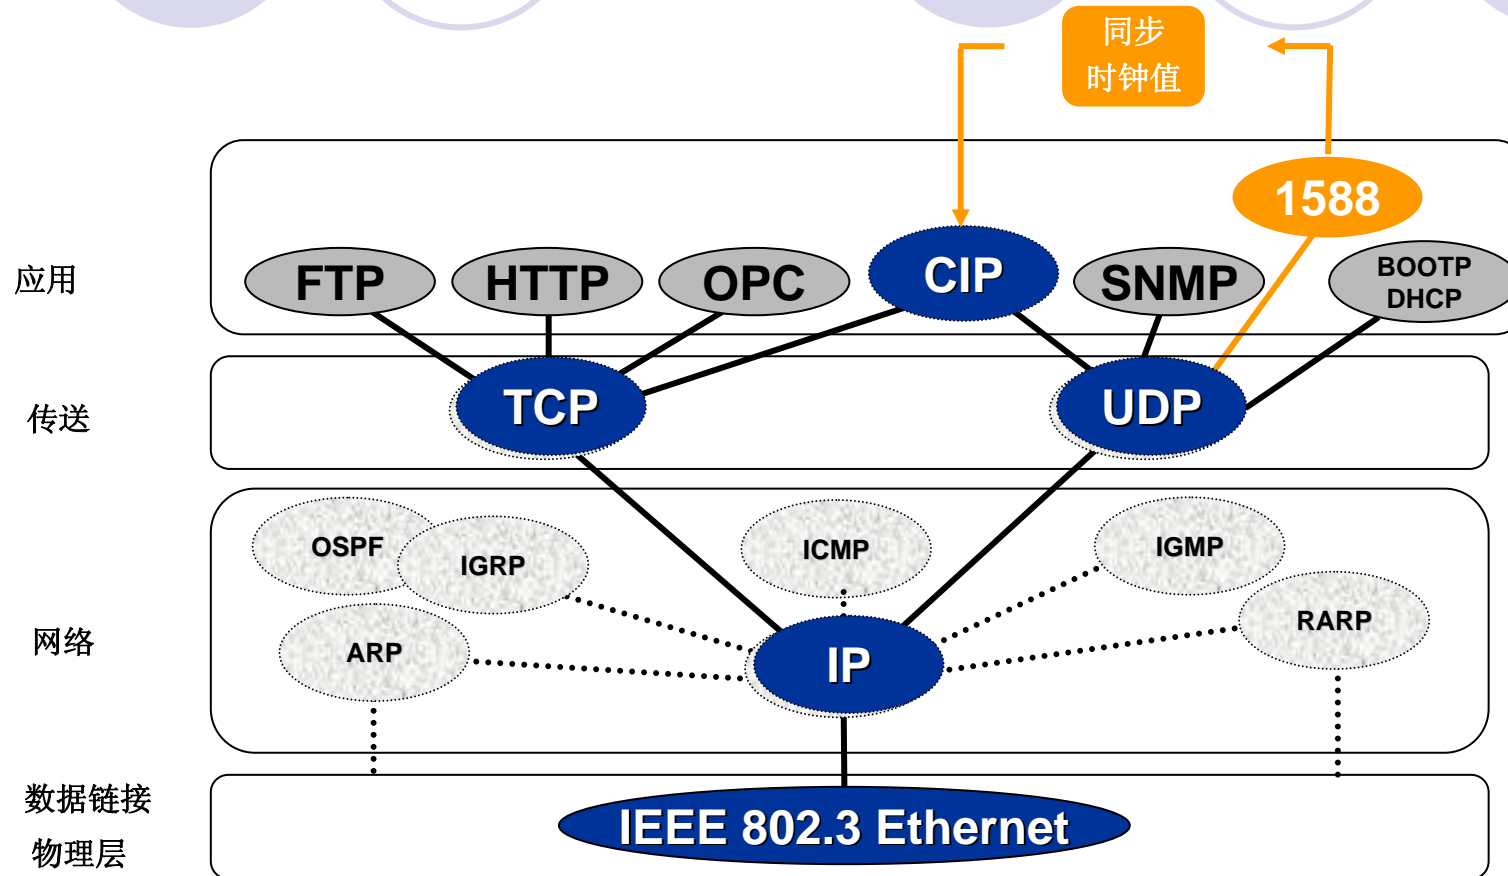 同步
时钟值
1588
应用
FTP
HTTP
OPC
CIP
SNMP
BOOTP
DHCP
传送
TCP
UDP
网络
OSPF
IGRP
ICMP
IGMP
ARP
IP
RARP
数据链接
物理层
IEEE 802.3 Ethernet